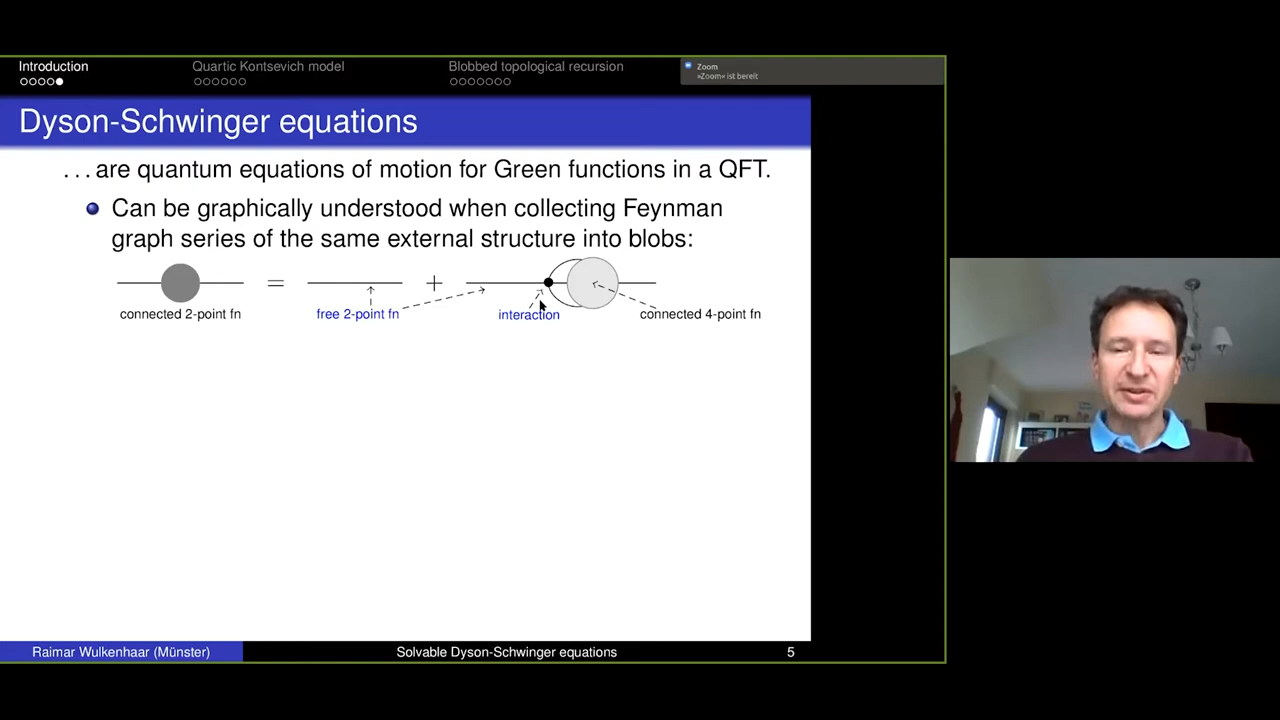 Introduction
Quartic Kontsevich model
Blobbed topological recursion
Zoom
»Zoom« ist bereit
Dyson-Schwinger equations
. . . are quantum equations of motion for Green functions in a QFT.
Can be graphically understood when collecting Feynman
graph series of the same external structure into blobs:
= +
connected 2-point fn
free 2-point fn
interaction
connected 4-point fn
Raimar Wulkenhaar (Münster)
Solvable Dyson-Schwinger equations
5